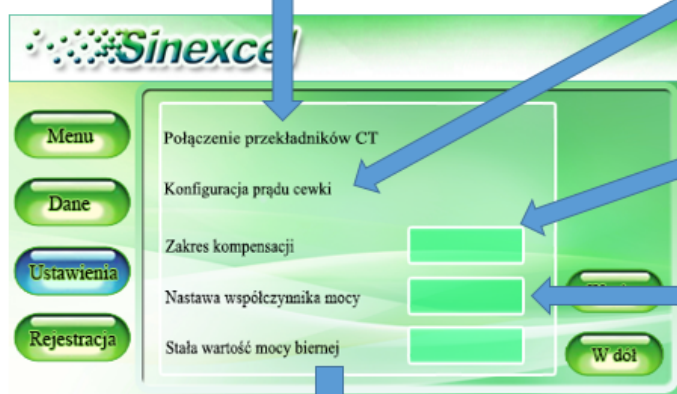 Sinexcel
Menu
Połączenie przekładników CT
Konfiguracja prądu cewki
Dane
Zakres kompensacji
Ustawienia
Nastawa współczynnika mocy
Rejestracja
Stała wartość mocy biernej
W dół